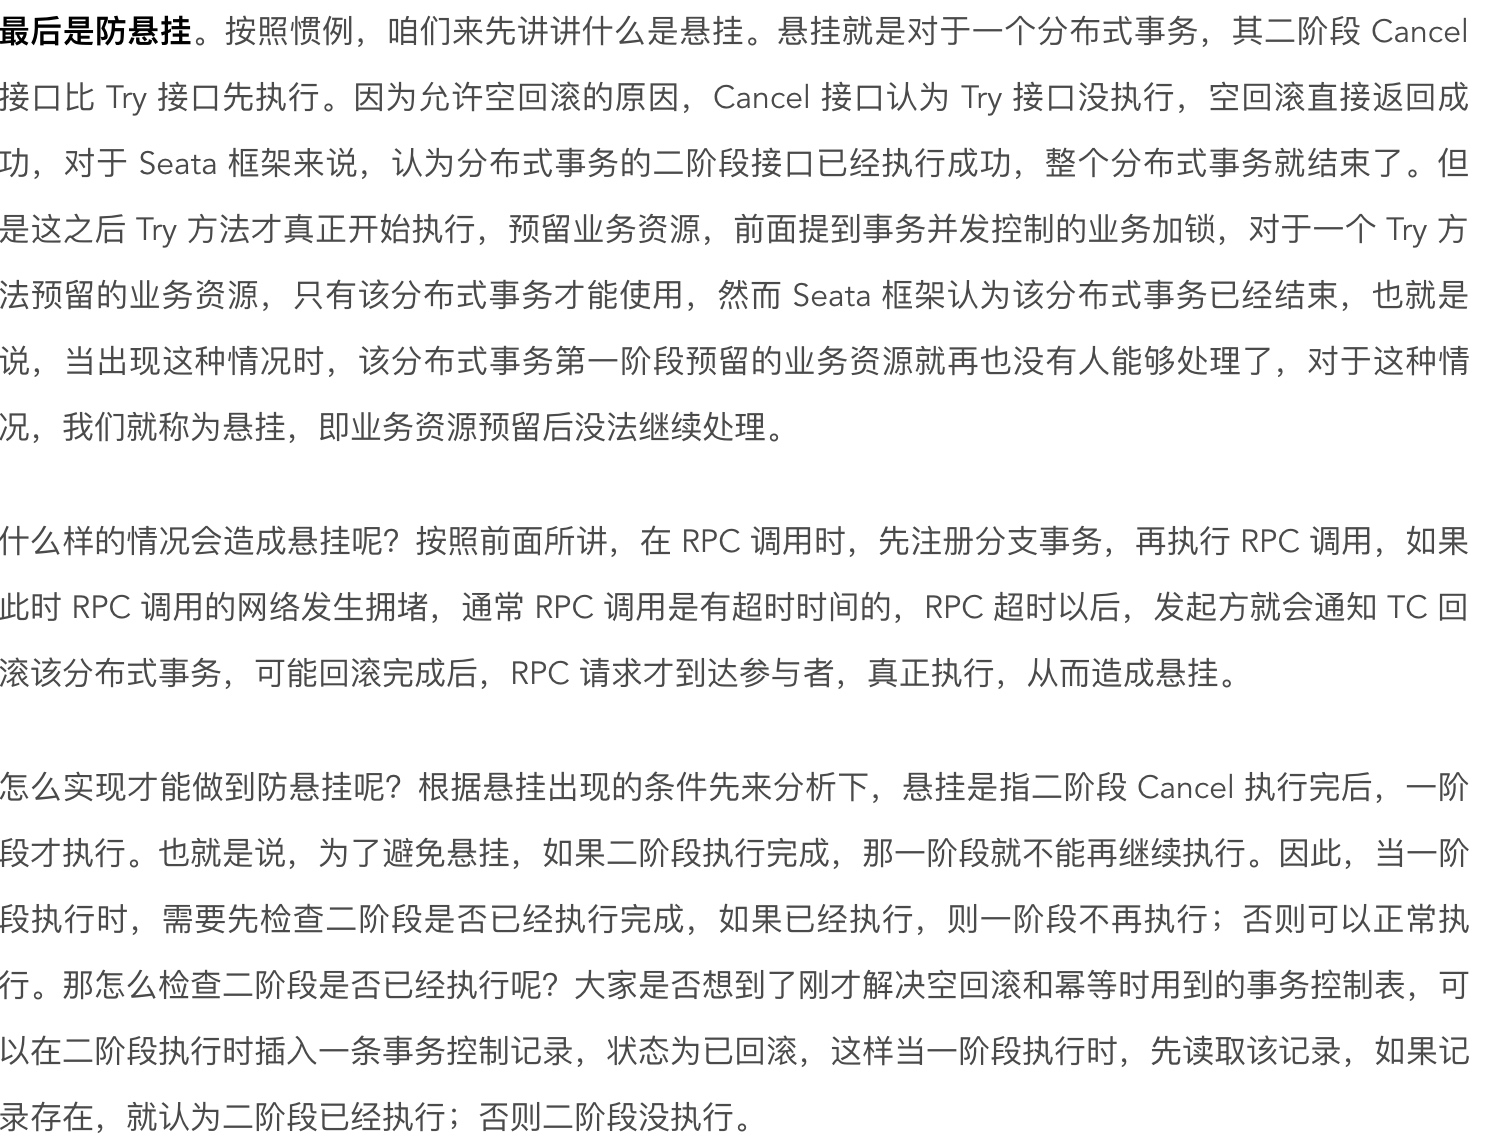 最后是防悬挂。按照惯例，咱们来先讲讲什么是悬挂。悬挂就是对于一个分布式事务，其二阶段 Cancel
接口比 Try 接口先执行。因为允许空回滚的原因，Cancel 接口认为 Try 接口没执行，空回滚直接返回成
功，对于 Seata 框架来说，认为分布式事务的二阶段接口已经执行成功，整个分布式事务就结束了。但
是这之后 Try 方法才真正开始执行，预留业务资源，前面提到事务并发控制的业务加锁，对于一个 Try 方
法预留的业务资源，只有该分布式事务才能使用，然而 Seata 框架认为该分布式事务已经结束，也就是
说，当出现这种情况时，该分布式事务第一阶段预留的业务资源就再也没有人能够处理了，对于这种情
况，我们就称为悬挂，即业务资源预留后没法继续处理。
什么样的情况会造成悬挂呢？按照前面所讲，在 RPC 调用时，先注册分支事务，再执行 RPC 调用，如果
此时 RPC 调用的网络发生拥堵，通常 RPC 调用是有超时时间的，RPC 超时以后，发起方就会通知 TC 回
滚该分布式事务，可能回滚完成后，RPC 请求才到达参与者，真正执行，从而造成悬挂。
怎么实现才能做到防悬挂呢？根据悬挂出现的条件先来分析下，悬挂是指二阶段 Cancel 执行完后，一阶
段才执行。也就是说，为了避免悬挂，如果二阶段执行完成，那一阶段就不能再继续执行。因此，当一阶
段执行时，需要先检查二阶段是否已经执行完成，如果已经执行，则一阶段不再执行；否则可以正常执
行。那怎么检查二阶段是否已经执行呢？大家是否想到了刚才解决空回滚和幂等时用到的事务控制表，可
以在二阶段执行时插入一条事务控制记录，状态为已回滚，这样当一阶段执行时，先读取该记录，如果记
录存在，就认为二阶段已经执行；否则二阶段没执行。